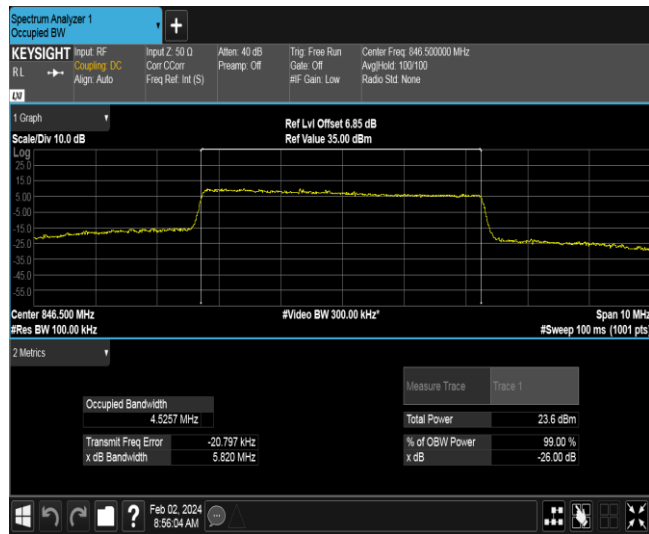 Spectrum Analyzer 1
Occupied BW
+
KEYSIGHT
RL
LXI
Input: RF
Coupling: DC
Align: Auto
Input Z: 50 Ω
Corr CCorr
Freq Ref: Int (S)
Atten: 40 dB
Preamp: Off
Trig: Free Run
Gate: Off
#IF Gain: Low
Center Freq: 846.500000 MHz
Avg|Hold: 100/100
Radio Std: None
1 Graph
Scale/Div 10.0 dB
Ref Lvl Offset 6.85 dB
Ref Value 35.00 dBm
Log
25.0
15.0
5.00
-5.00
-15.0
-25.0
-35.0
-45.0
-55.0
Center 846.500 MHz
#Video BW 300.00 kHz*
Span 10 MHz
#Res BW 100.00 kHz
#Sweep 100 ms (1001 pts)
2 Metrics
Measure Trace Trace 1
Occupied Bandwidth
4.5257 MHz
Total Power 23.6 dBm
Transmit Freq Error -20.797 kHz
% of OBW Power 99.00 %
x dB Bandwidth 5.820 MHz
x dB -26.00 dB
?
Feb 02, 2024
8:56:04 AM